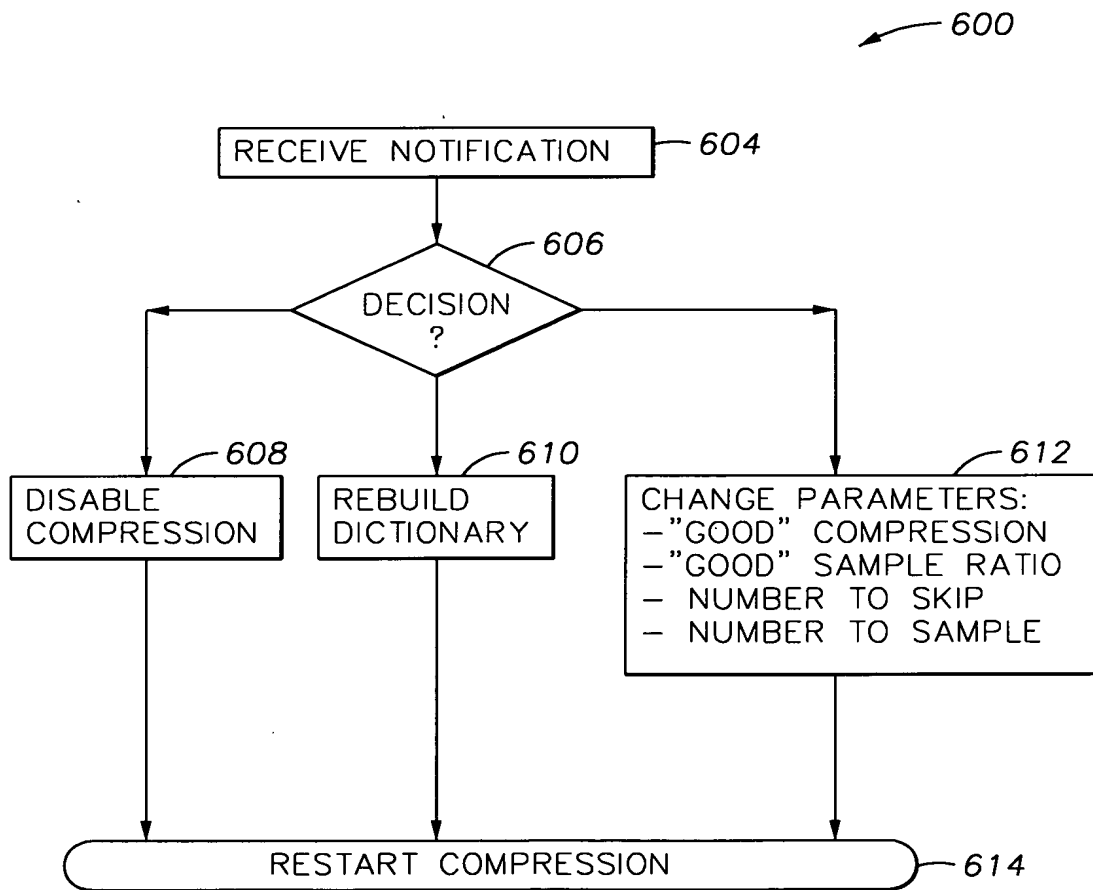 600
RECEIVE NOTIFICATION
604
606
DECISION
?
608
DISABLE
COMPRESSION
610
REBUILD
DICTIONARY
612
CHANGE PARAMETERS:
-"GOOD" COMPRESSION
-"GOOD" SAMPLE RATIO
- NUMBER TO SKIP
- NUMBER TO SAMPLE
RESTART COMPRESSION
614